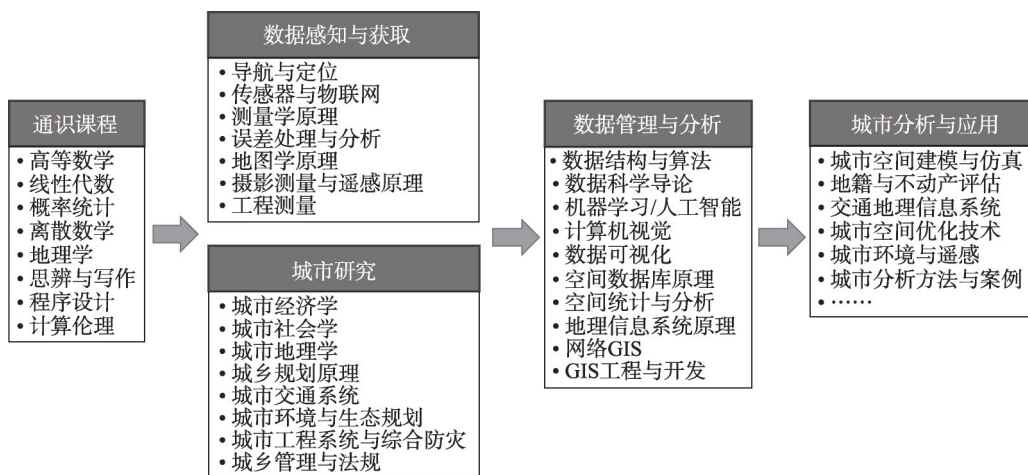 通识课程
• 高等数学
• 线性代数
• 概率统计
• 离散数学
• 地理学
• 思辨与写作
• 程序设计
• 计算伦理
数据感知与获取
• 导航与定位
• 传感器与物联网
• 测量学原理
• 误差处理与分析
• 地图学原理
• 摄影测量与遥感原理
• 工程测量
城市研究
• 城市经济学
• 城市社会学
• 城市地理学
• 城乡规划原理
• 城市交通系统
• 城市环境与生态规划
• 城市工程系统与综合防灾
• 城乡管理与法规
数据管理与分析
• 数据结构与算法
• 数据科学导论
• 机器学习/人工智能
• 计算机视觉
• 数据可视化
• 空间数据库原理
• 空间统计与分析
• 地理信息系统原理
• 网络GIS
• GIS工程与开发
城市分析与应用
• 城市空间建模与仿真
• 地籍与不动产评估
• 交通地理信息系统
• 城市空间优化技术
• 城市环境与遥感
• 城市分析方法与案例
• ……